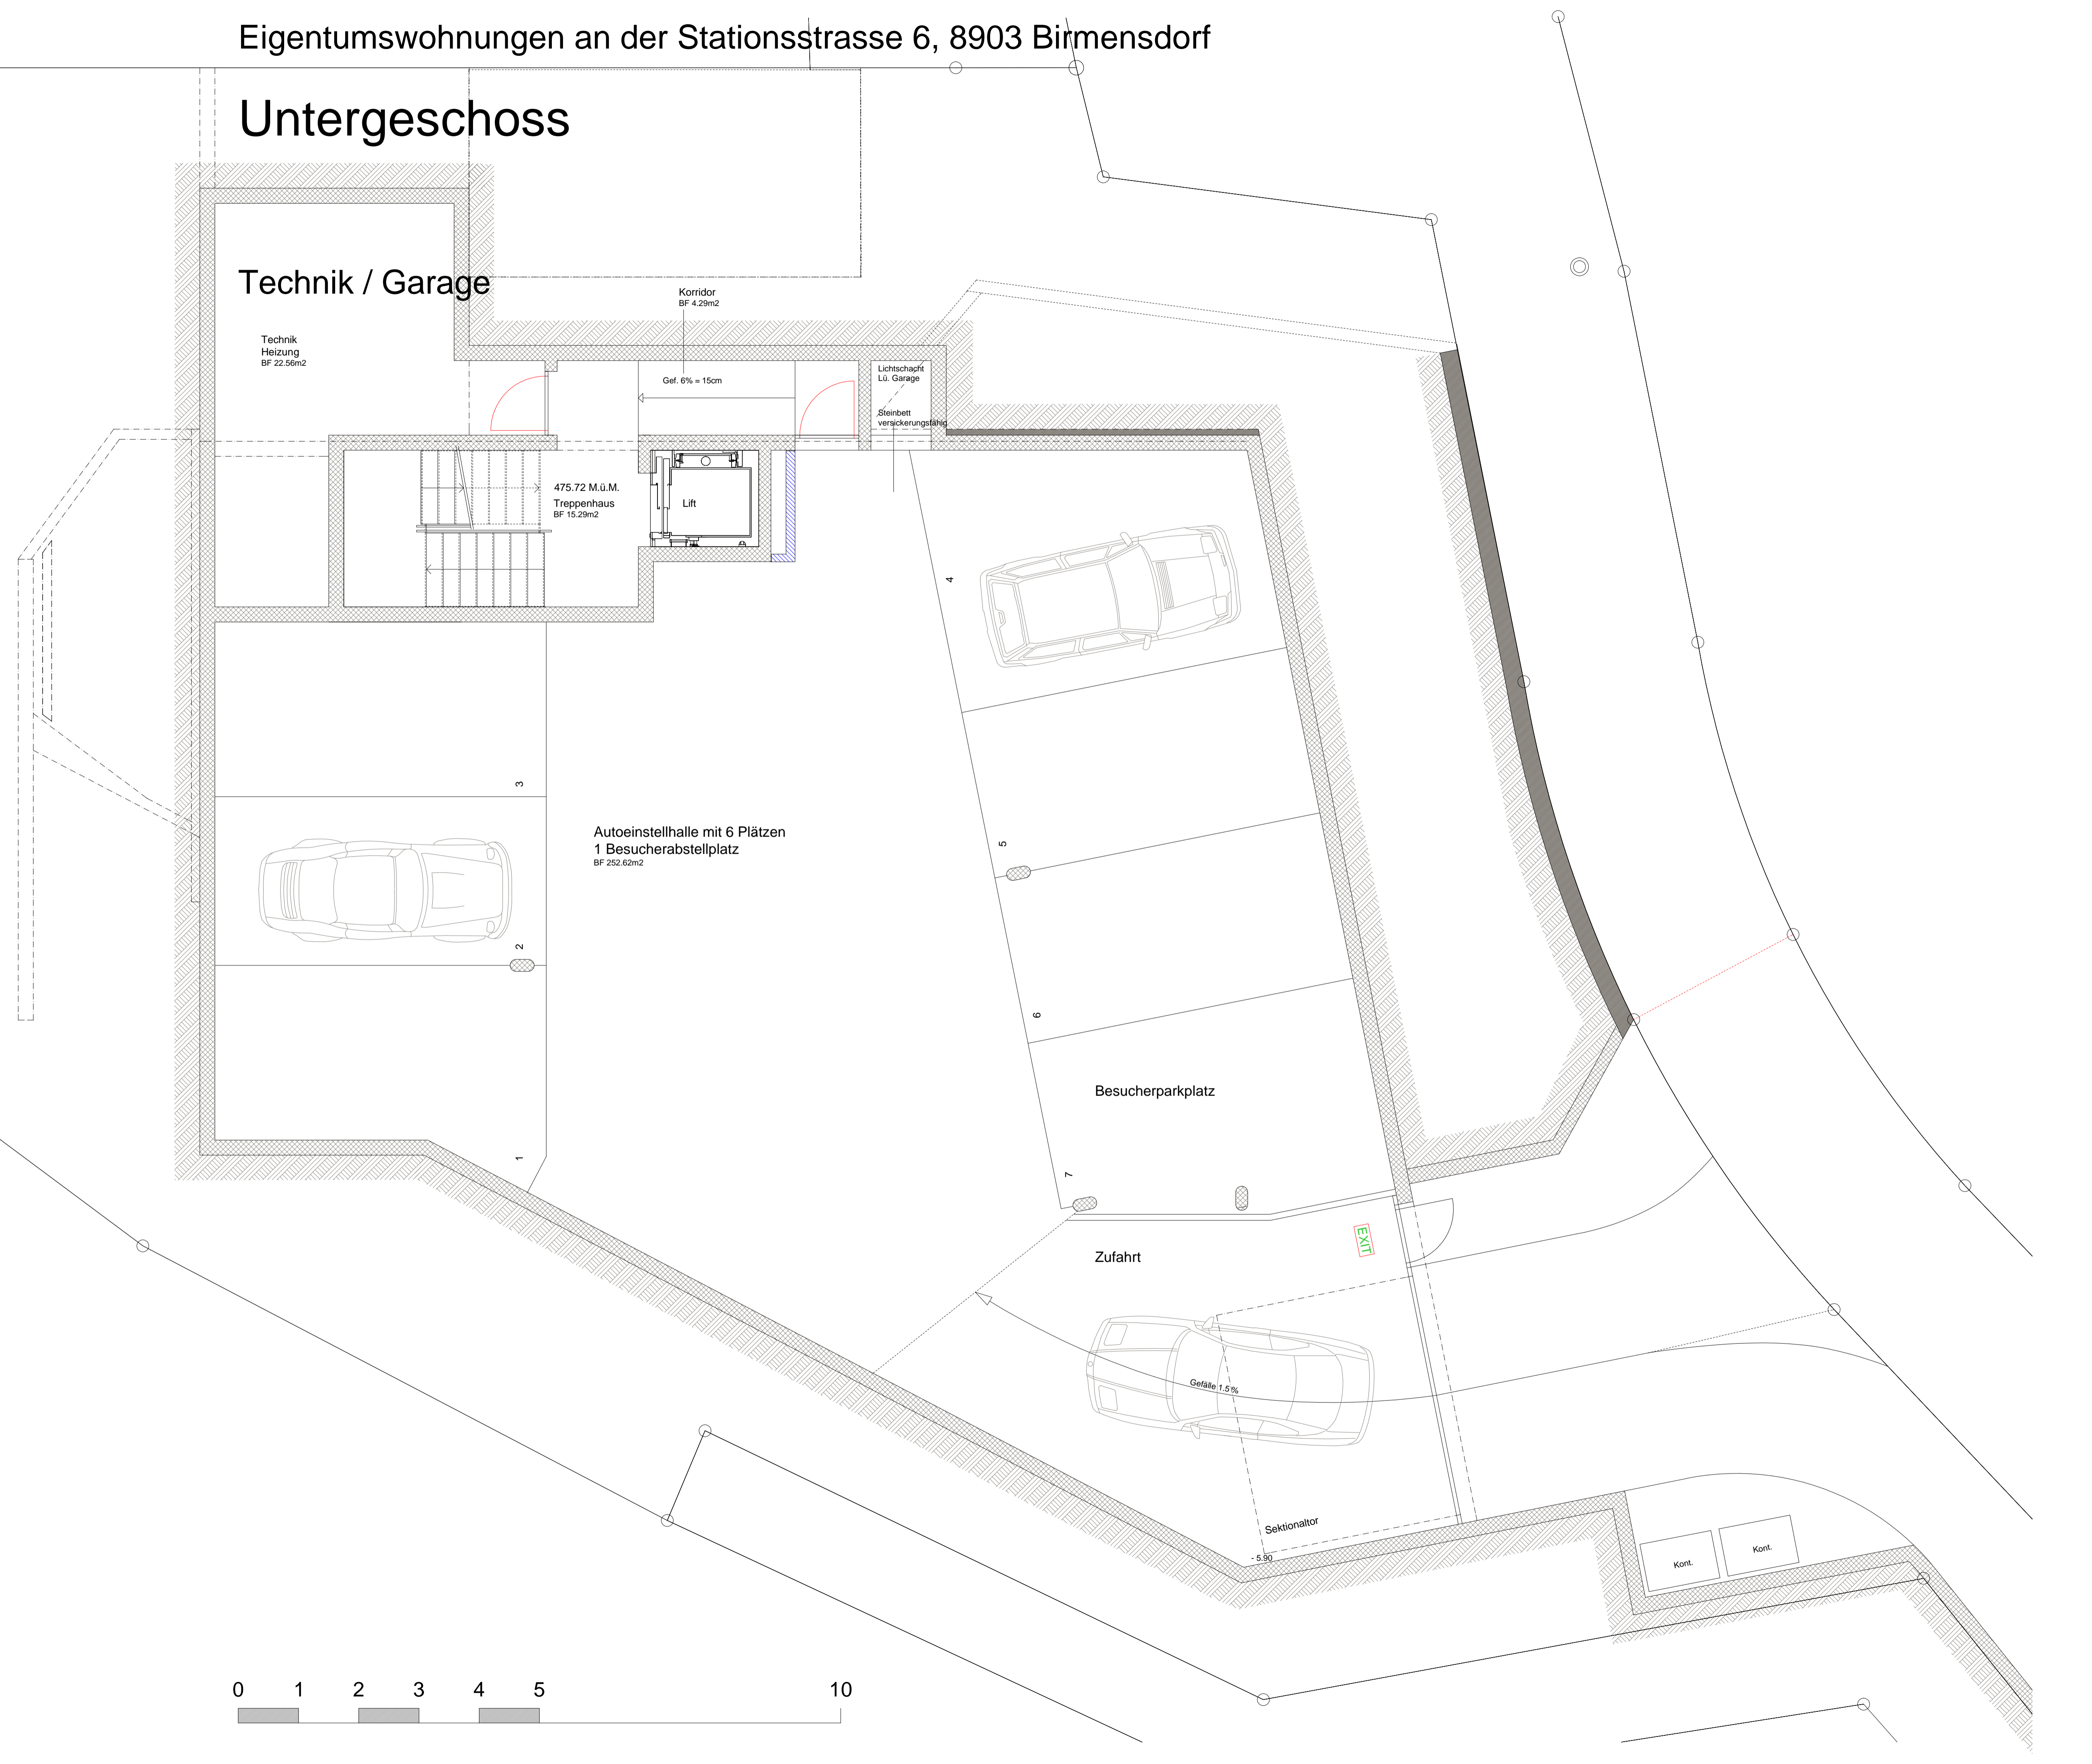 Eigentumswohnungen an der Stationsstrasse 6, 8903 Birmensdorf
Untergeschoss
Technik / Garage
Korridor
BF 4.29m2
Technik
Heizung
BF 22.56m2
Gef. 6% = 15cm
Lichtschacht
Lü. Garage
Steinbett
versickerungsfähig
475.72 M.ü.M.
Treppenhaus
BF 15.29m2
Lift
4
3
Autoeinstellhalle mit 6 Plätzen
1 Besucherabstellplatz
BF 252.62m2
5
2
6
Besucherparkplatz
1
7
Zufahrt
EXIT
Gefälle 1.5%
Sektionaltor
- 5.90
Kont.
Kont.
0 1 2 3 4 5 10